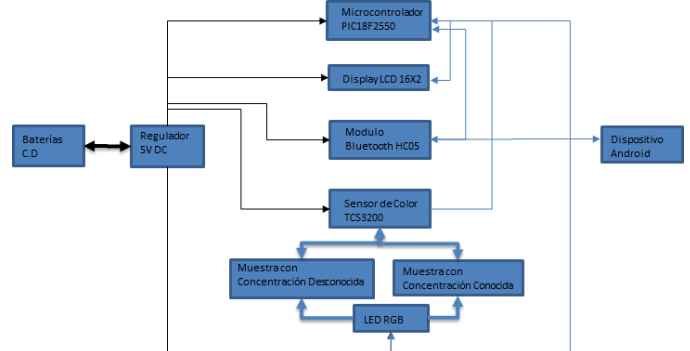 Microcontrolador
PIC18F2550
Display LCD 16X2
Baterías
C.D
Regulador
5V DC
Modulo
Bluetooth HC05
Dispositivo
Android
Sensor de Color
TCS3200
Muestra con
Concentración Desconocida
Muestra con
Concentración Conocida
LED RGB